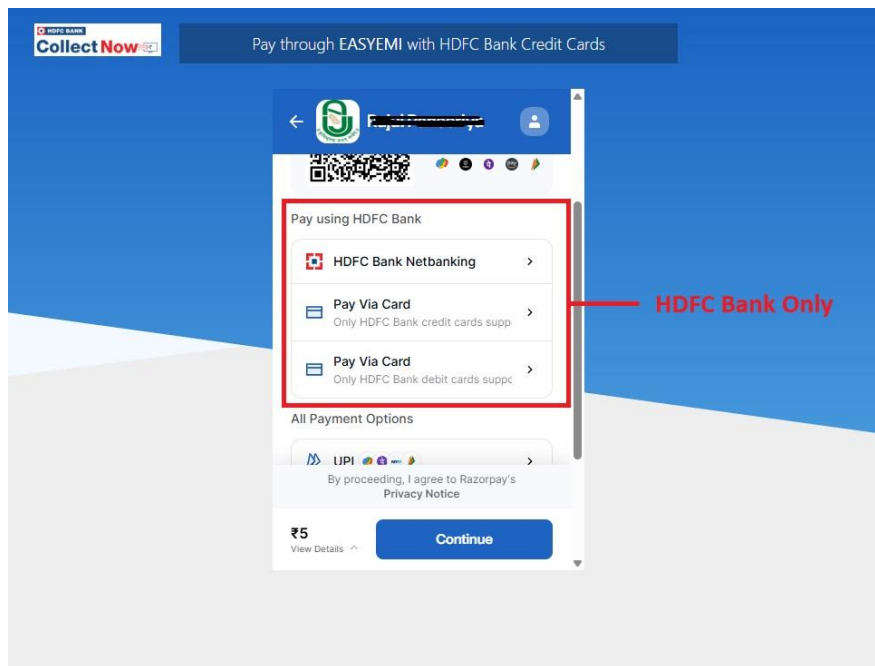 HDFC BANK
Collect Now
Pay through EASYEMI with HDFC Bank Credit Cards
Pay using HDFC Bank
HDFC Bank Netbanking
Pay Via Card
Only HDFC Bank credit cards supp
Pay Via Card
Only HDFC Bank debit cards suppc
HDFC Bank Only
All Payment Options
UPI
By proceeding, I agree to Razorpay's
Privacy Notice
₹5
View Details
Continue